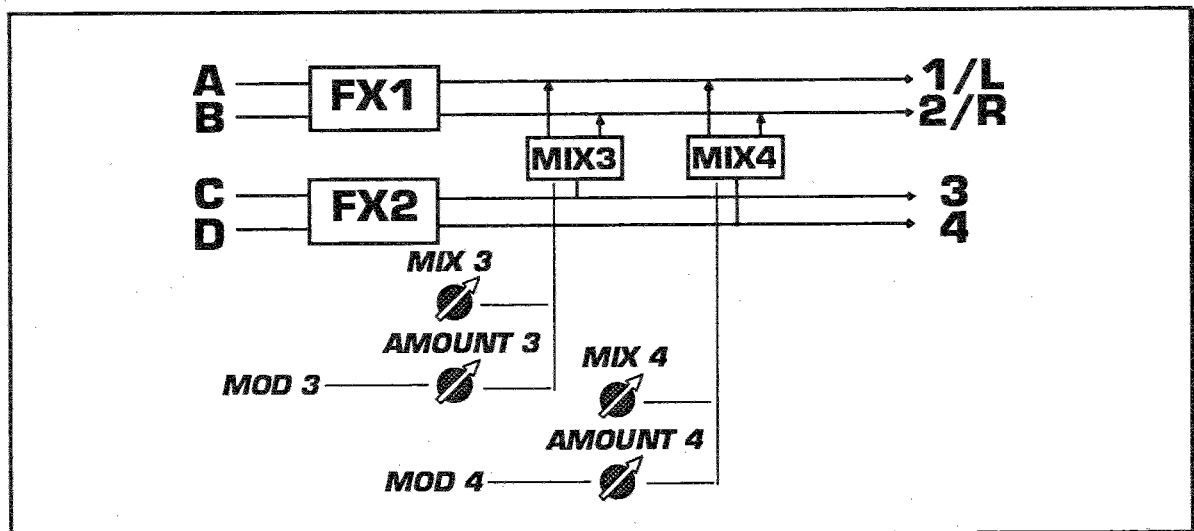 A
B
FX1
1/L
2/R
MIX3
MIX4
C
D
FX2
3
4
MIX 3
AMOUNT 3
MOD 3
MIX 4
AMOUNT 4
MOD 4